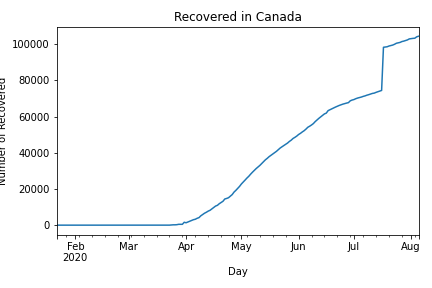 Recovered in Canada
Number of Recovered
100000
80000
60000
40000
20000
0
Feb
2020
Mar
Apr
May
Jun
Jul
Aug
Day